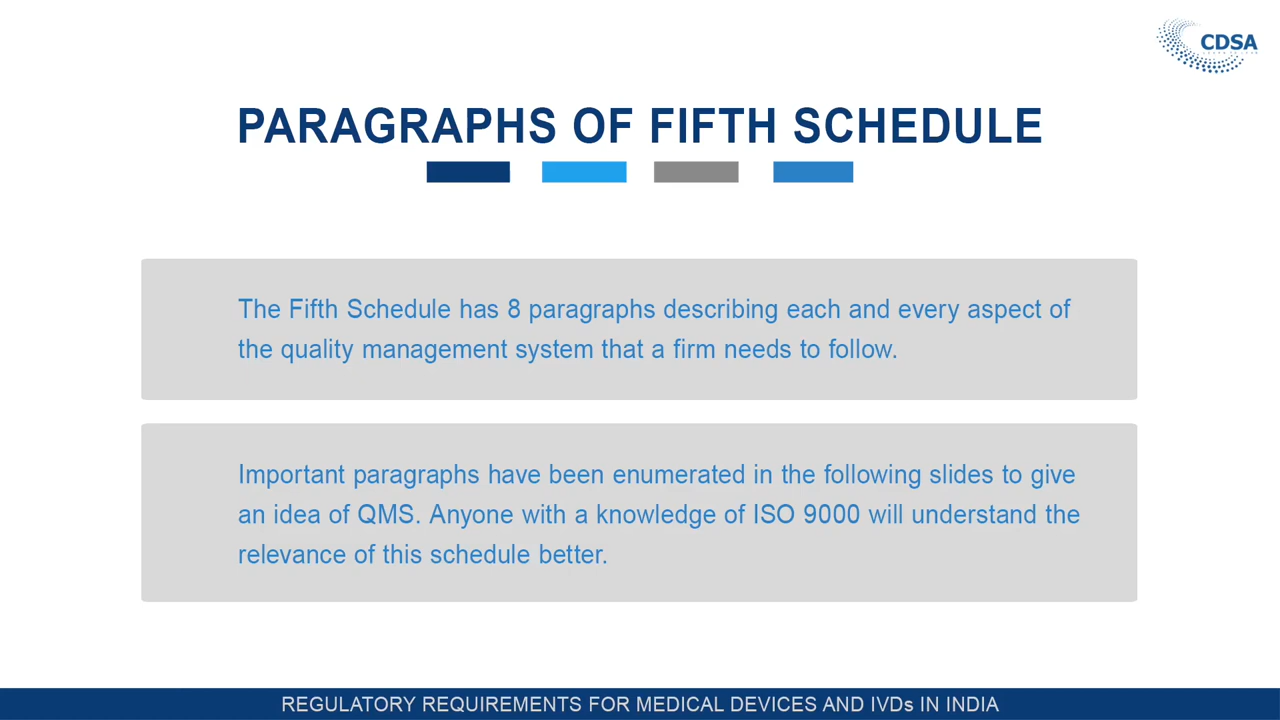 CDSA
PARAGRAPHS OF FIFTH SCHEDULE
The Fifth Schedule has 8 paragraphs describing each and every aspect of
the quality management system that a firm needs to follow.
Important paragraphs have been enumerated in the following slides to give
an idea of QMS. Anyone with a knowledge of ISO 9000 will understand the
relevance of this schedule better.
REGULATORY REQUIREMENTS FOR MEDICAL DEVICES AND IVDs IN INDIA